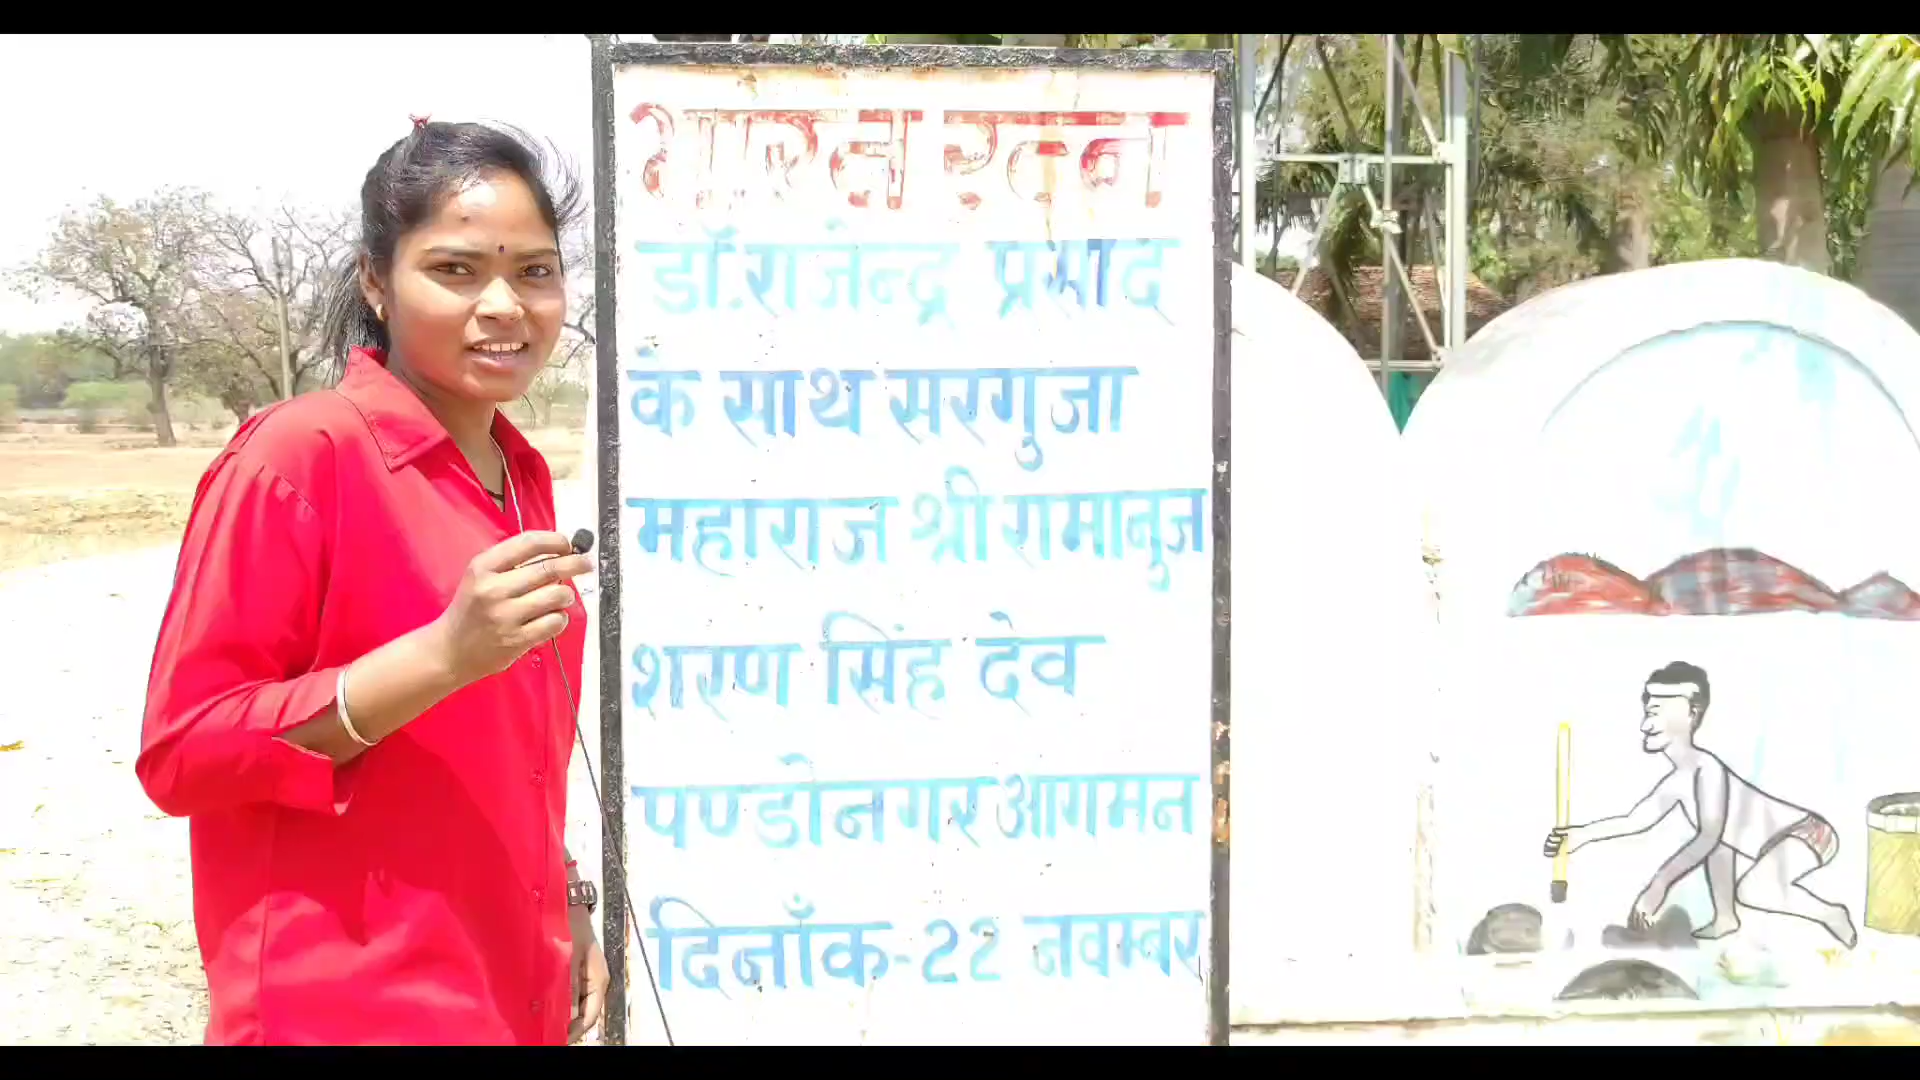 भारत रत्न
डॉ.राजेन्द्र प्रसाद
के साथ सरगुजा
महाराज श्री रामानुज
शरण सिंह देव
पण्डोनगर आगमन
दिनाँक-22 नवम्बर